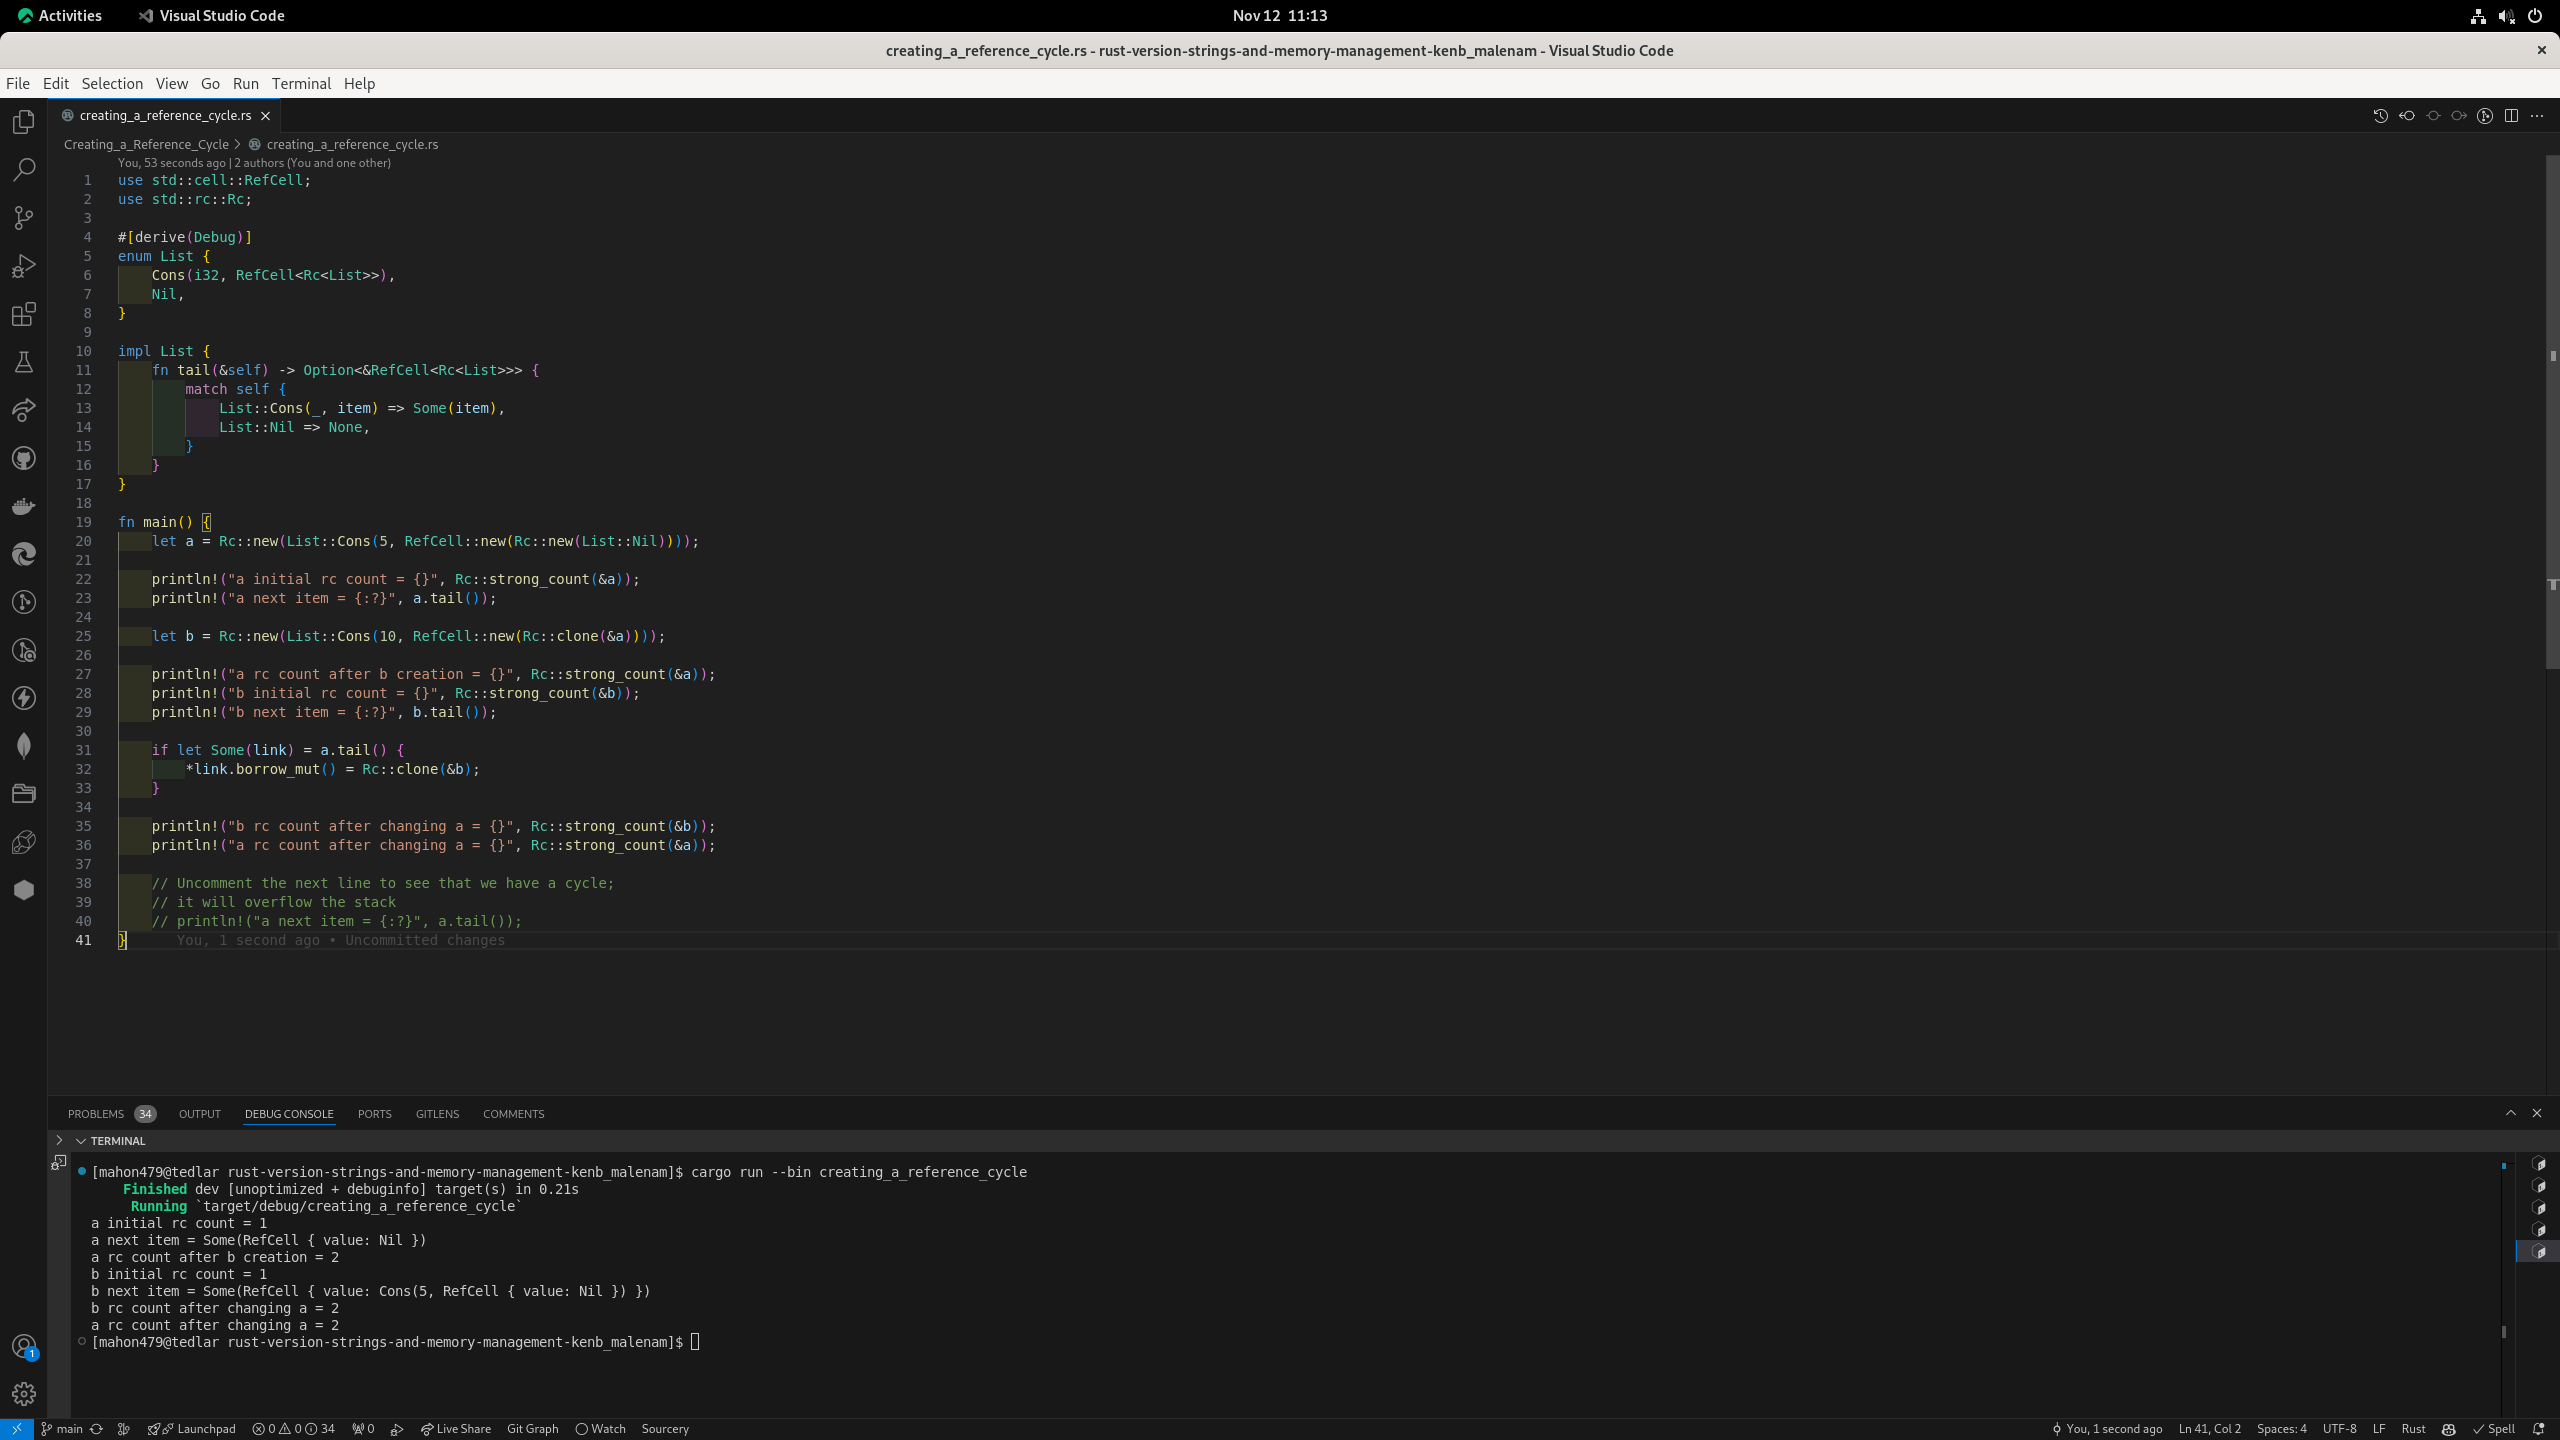 Activities Visual Studio Code Nov 12 11:13
creating_a_reference_cycle.rs - rust-version-strings-and-memory-management-kenb_malenam - Visual Studio Code
File Edit Selection View Go Run Terminal Help
creating_a_reference_cycle.rs
Creating_a_Reference_Cycle > creating_a_reference_cycle.rs
You, 53 seconds ago | 2 authors (You and one other)
1 use std::cell::RefCell;
2 use std::rc::Rc;
3
4 #[derive(Debug)]
5 enum List {
6     Cons(i32, RefCell<Rc<List>>),
7     Nil,
8 }
9
10 impl List {
11     fn tail(&self) -> Option<&RefCell<Rc<List>>> {
12         match self {
13             List::Cons(_, item) => Some(item),
14             List::Nil => None,
15         }
16     }
17 }
18
19 fn main() {
20     let a = Rc::new(List::Cons(5, RefCell::new(Rc::new(List::Nil))));
21
22     println!("a initial rc count = {}", Rc::strong_count(&a));
23     println!("a next item = {:?}", a.tail());
24
25     let b = Rc::new(List::Cons(10, RefCell::new(Rc::clone(&a))));
26
27     println!("a rc count after b creation = {}", Rc::strong_count(&a));
28     println!("b initial rc count = {}", Rc::strong_count(&b));
29     println!("b next item = {:?}", b.tail());
30
31     if let Some(link) = a.tail() {
32         *link.borrow_mut() = Rc::clone(&b);
33     }
34
35     println!("b rc count after changing a = {}", Rc::strong_count(&b));
36     println!("a rc count after changing a = {}", Rc::strong_count(&a));
37
38     // Uncomment the next line to see that we have a cycle;
39     // it will overflow the stack
40     // println!("a next item = {:?}", a.tail());
41 } You, 1 second ago • Uncommitted changes
PROBLEMS 34 OUTPUT DEBUG CONSOLE PORTS GITLENS COMMENTS
TERMINAL
[mahon479@tedlar rust-version-strings-and-memory-management-kenb_malenam]$ cargo run --bin creating_a_reference_cycle
    Finished dev [unoptimized + debuginfo] target(s) in 0.21s
     Running `target/debug/creating_a_reference_cycle`
a initial rc count = 1
a next item = Some(RefCell { value: Nil })
a rc count after b creation = 2
b initial rc count = 1
b next item = Some(RefCell { value: Cons(5, RefCell { value: Nil }) })
b rc count after changing a = 2
a rc count after changing a = 2
[mahon479@tedlar rust-version-strings-and-memory-management-kenb_malenam]$
1
main Launchpad 0 0 34 0 Live Share Git Graph Watch Sourcery You, 1 second ago Ln 41, Col 2 Spaces: 4 UTF-8 LF Rust Spell